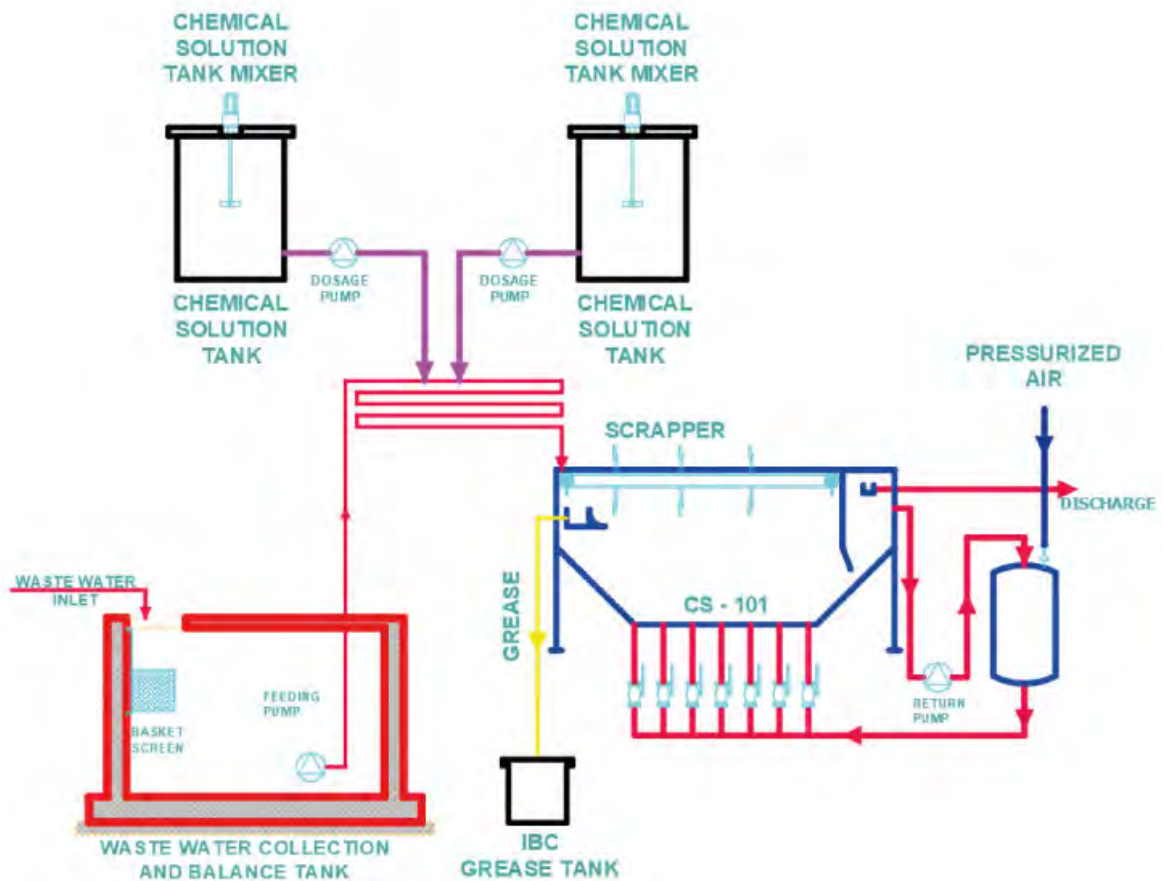 CHEMICAL
SOLUTION
TANK MIXER
CHEMICAL
SOLUTION
TANK MIXER
DOSAGE
PUMP
DOSAGE
PUMP
CHEMICAL
SOLUTION
TANK
CHEMICAL
SOLUTION
TANK
PRESSURIZED
AIR
SCRAPPER
DISCHARGE
WASTE WATER
INLET
GREASE
CS - 101
FEEDING
PUMP
RETURN
PUMP
BASKET
SCREEN
WASTE WATER COLLECTION
AND BALANCE TANK
IBC
GREASE TANK